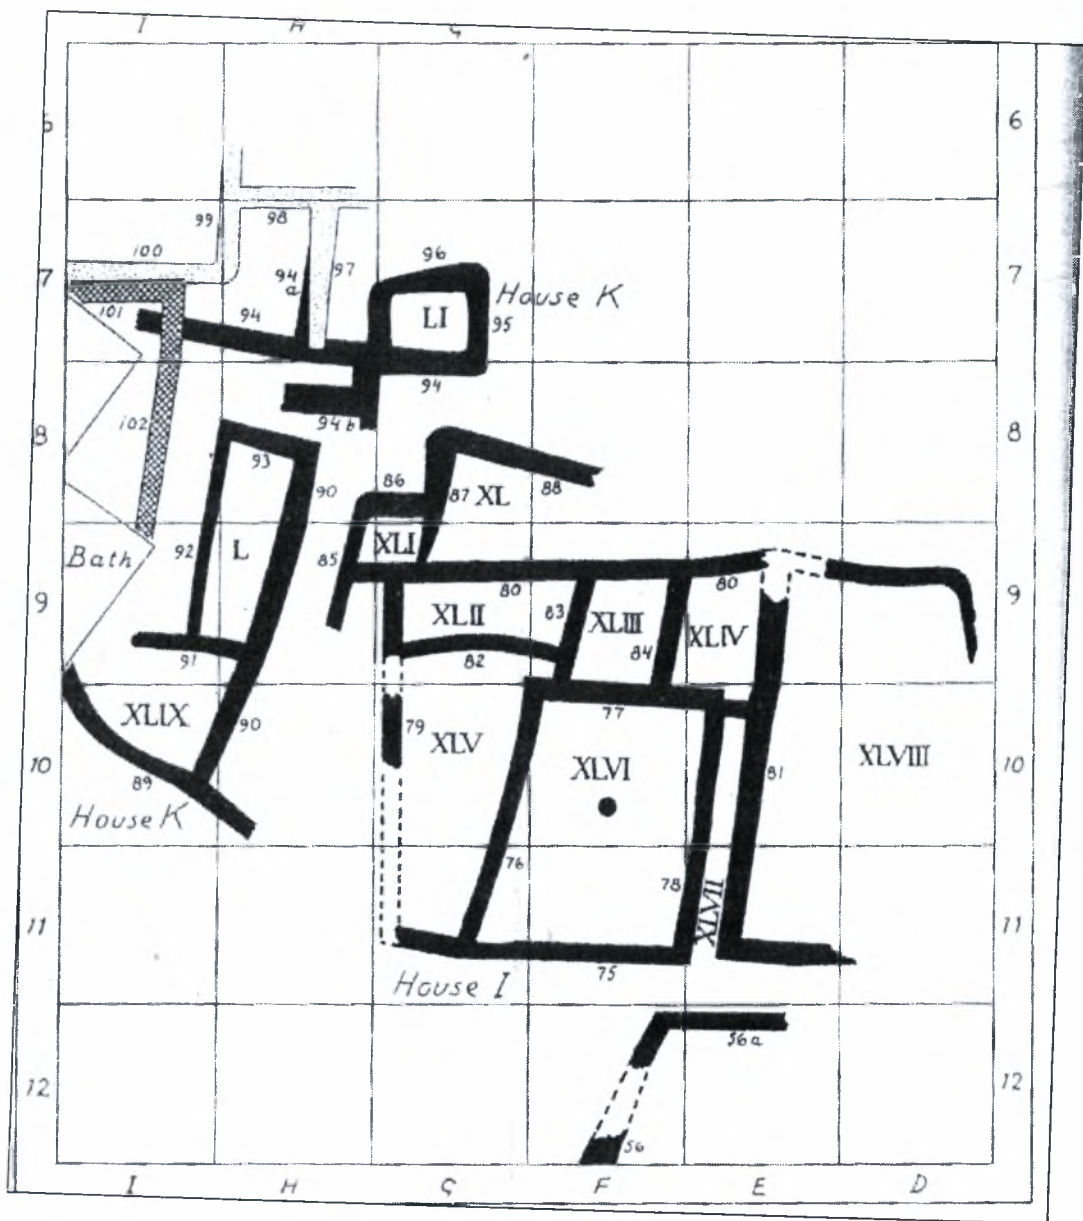 I H G
6 6
99 98
100
96
7 94 a 97 House K 7
101 94 LI 95
94
102 94 b
8 93 8
90 86 87 XL 88
92 L 85 XLI
Bath 80 80
9 XLII 83 XLIII XLIV 9
91 82 84
XLIX 90 79 XLV 77
10 XLVI 81 XLVIII 10
89
House K
76 78 XLVII
11 11
House I 75
56a
12 12
56
I H G F E D